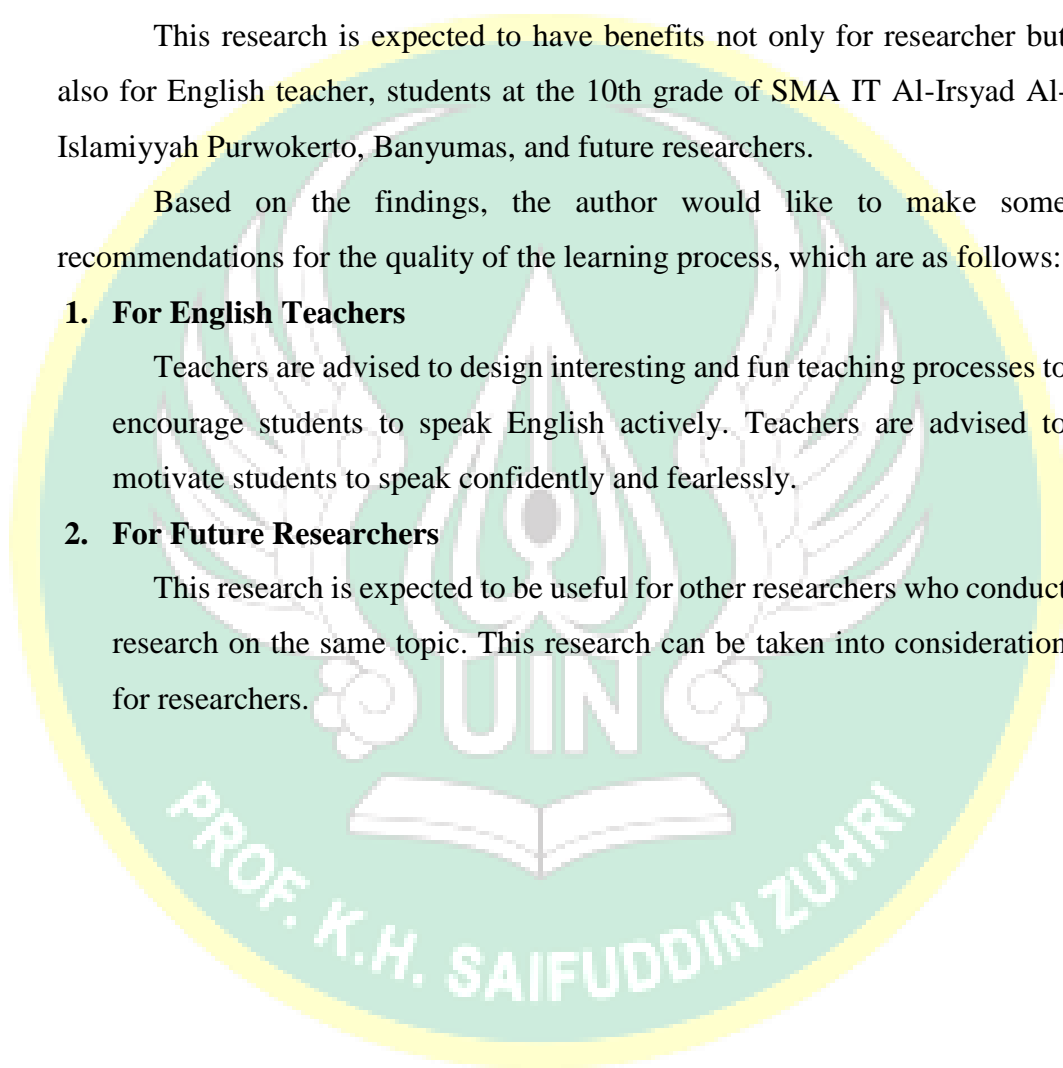 This research is expected to have benefits not only for researcher but
also for English teacher, students at the 10th grade of SMA IT Al-Irsyad Al-
Islamiyyah Purwokerto, Banyumas, and future researchers.
Based on the findings, the author would like to make some
recommendations for the quality of the learning process, which are as follows:
1. For English Teachers
Teachers are advised to design interesting and fun teaching processes to
encourage students to speak English actively. Teachers are advised to
motivate students to speak confidently and fearlessly.
2. For Future Researchers
This research is expected to be useful for other researchers who conduct
research on the same topic. This research can be taken into consideration
for researchers.
UIN
PROF. K.H. SAIFUDDIN ZUHRI